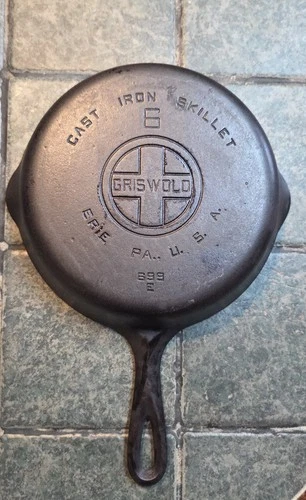 CAST IRON SKILLET
6
GRISWOLD
ERIE PA., U. S. A.
699
E